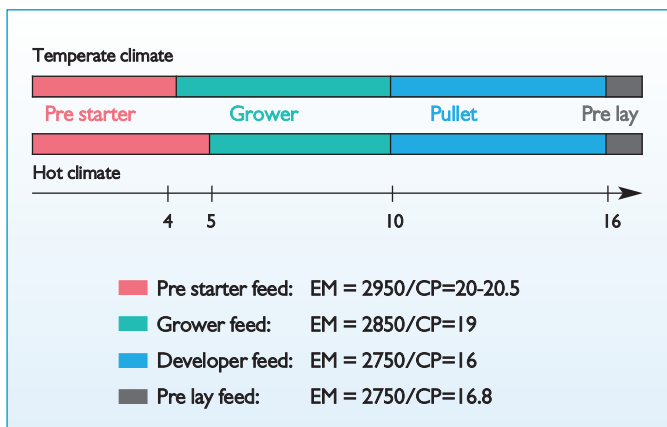 Temperate climate
Pre starter Grower Pullet Pre lay
Hot climate
4 5 10 16
Pre starter feed: EM = 2950/CP=20-20.5
Grower feed: EM = 2850/CP=19
Developer feed: EM = 2750/CP=16
Pre lay feed: EM = 2750/CP=16.8